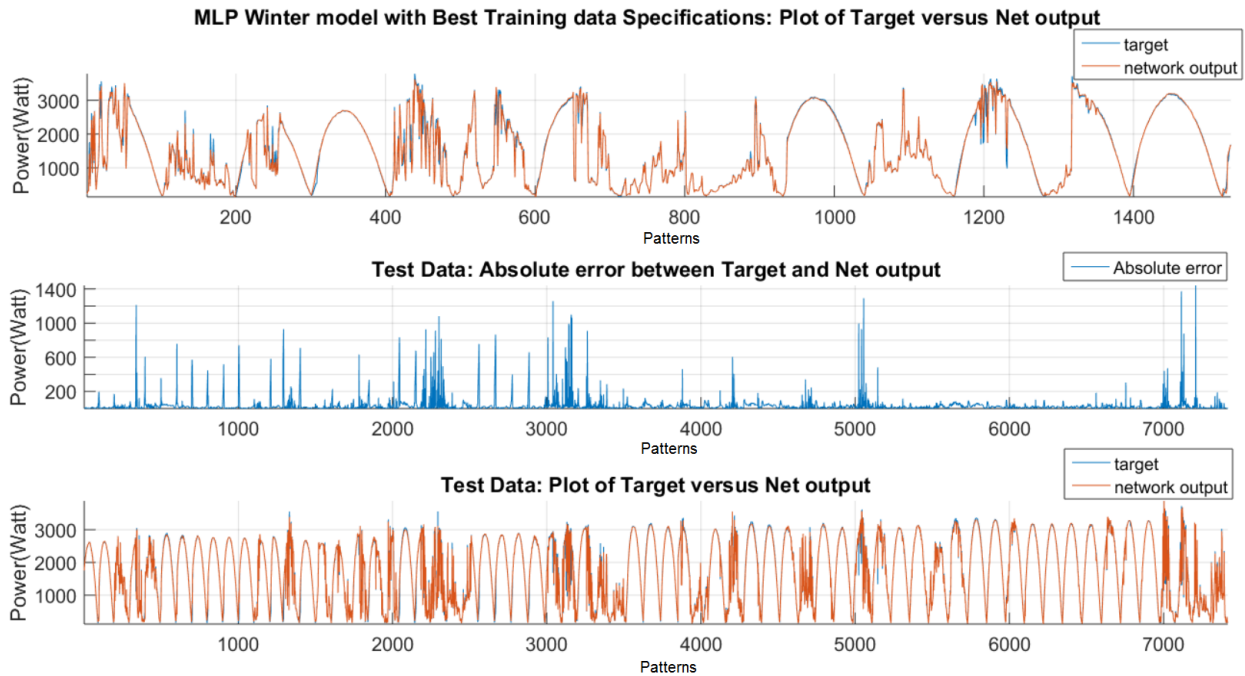 MLP Winter model with Best Training data Specifications: Plot of Target versus Net output
target
network output
Power(Watt)
3000
2000
1000
200
400
600
800
1000
1200
1400
Patterns
Test Data: Absolute error between Target and Net output
Absolute error
Power(Watt)
1400
1000
600
200
1000
2000
3000
4000
5000
6000
7000
Patterns
Test Data: Plot of Target versus Net output
target
network output
Power(Watt)
3000
2000
1000
1000
2000
3000
4000
5000
6000
7000
Patterns